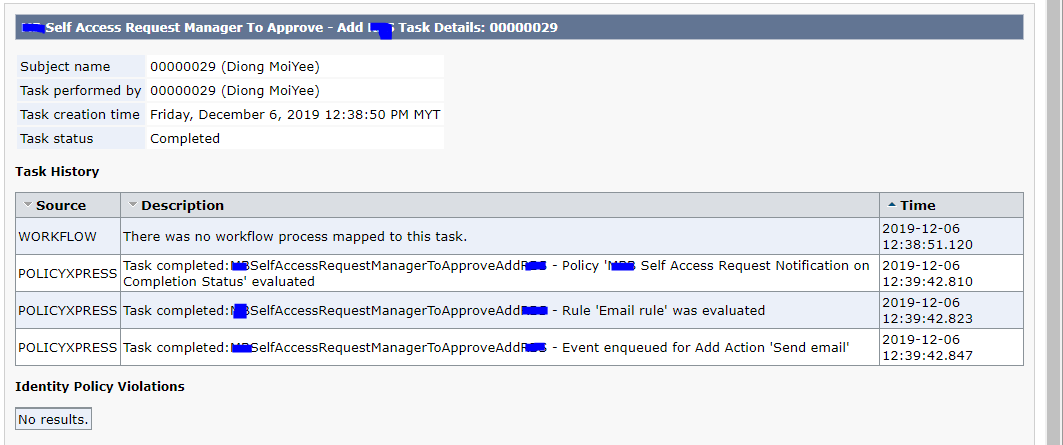 Self Access Request Manager To Approve - Add Task Details: 00000029
Subject name 00000029 (Diong MoiYee)
Task performed by 00000029 (Diong MoiYee)
Task creation time Friday, December 6, 2019 12:38:50 PM MYT
Task status Completed
Task History
Source Description Time
WORKFLOW There was no workflow process mapped to this task. 2019-12-06
12:38:51.120
POLICYXPRESS Task completed: SelfAccessRequestManagerToApproveAdd - Policy ' Self Access Request Notification on 2019-12-06
Completion Status' evaluated 12:39:42.810
POLICYXPRESS Task completed: SelfAccessRequestManagerToApproveAdd - Rule 'Email rule' was evaluated 2019-12-06
12:39:42.823
POLICYXPRESS Task completed: SelfAccessRequestManagerToApproveAdd - Event enqueued for Add Action 'Send email' 2019-12-06
12:39:42.847
Identity Policy Violations
No results.